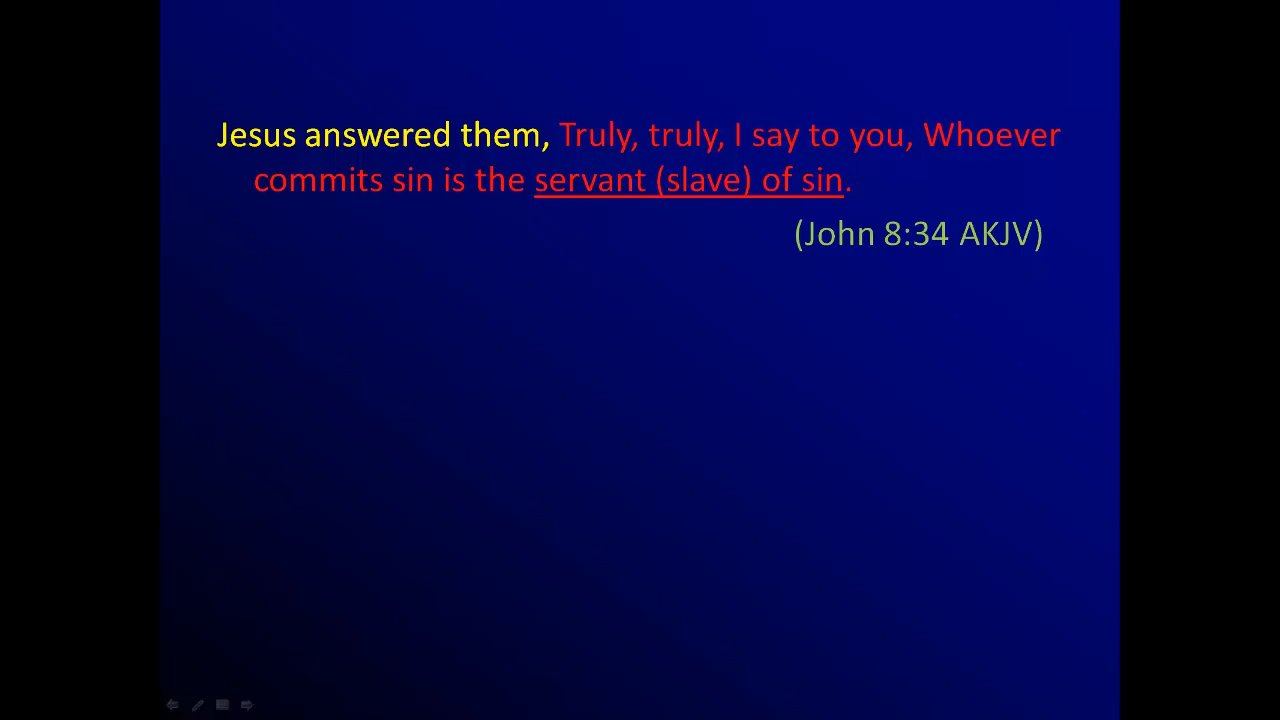 Jesus answered them, Truly, truly, I say to you, Whoever
commits sin is the servant (slave) of sin.
(John 8:34 AKJV)